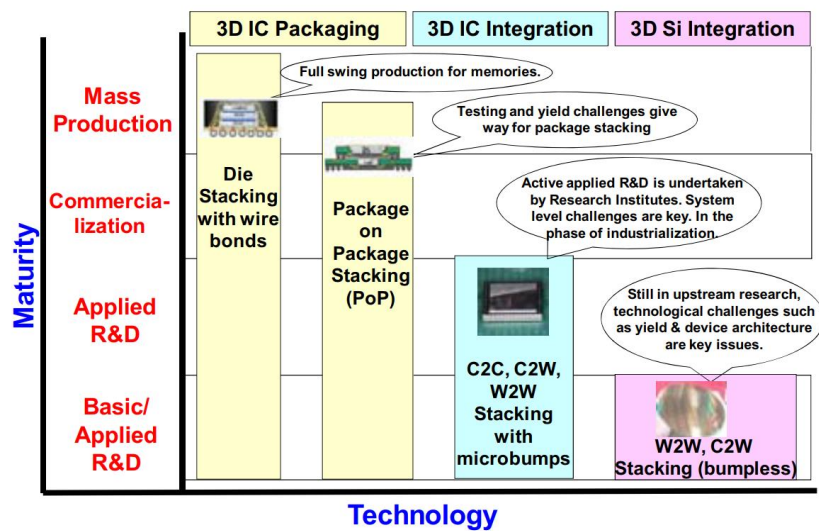 3D IC Packaging
3D IC Integration
3D Si Integration
Full swing production for memories.
Mass
Production
Testing and yield challenges give
way for package stacking
Die
Stacking
with wire
bonds
Commercia-
lization
Active applied R&D is undertaken
by Research Institutes. System
level challenges are key. In the
phase of industrialization.
Package
on
Package
Stacking
(PoP)
Maturity
Applied
R&D
Still in upstream research,
technological challenges such
as yield & device architecture
are key issues.
C2C, C2W,
W2W
Stacking
with
microbumps
Basic/
Applied
R&D
W2W, C2W
Stacking (bumpless)
Technology